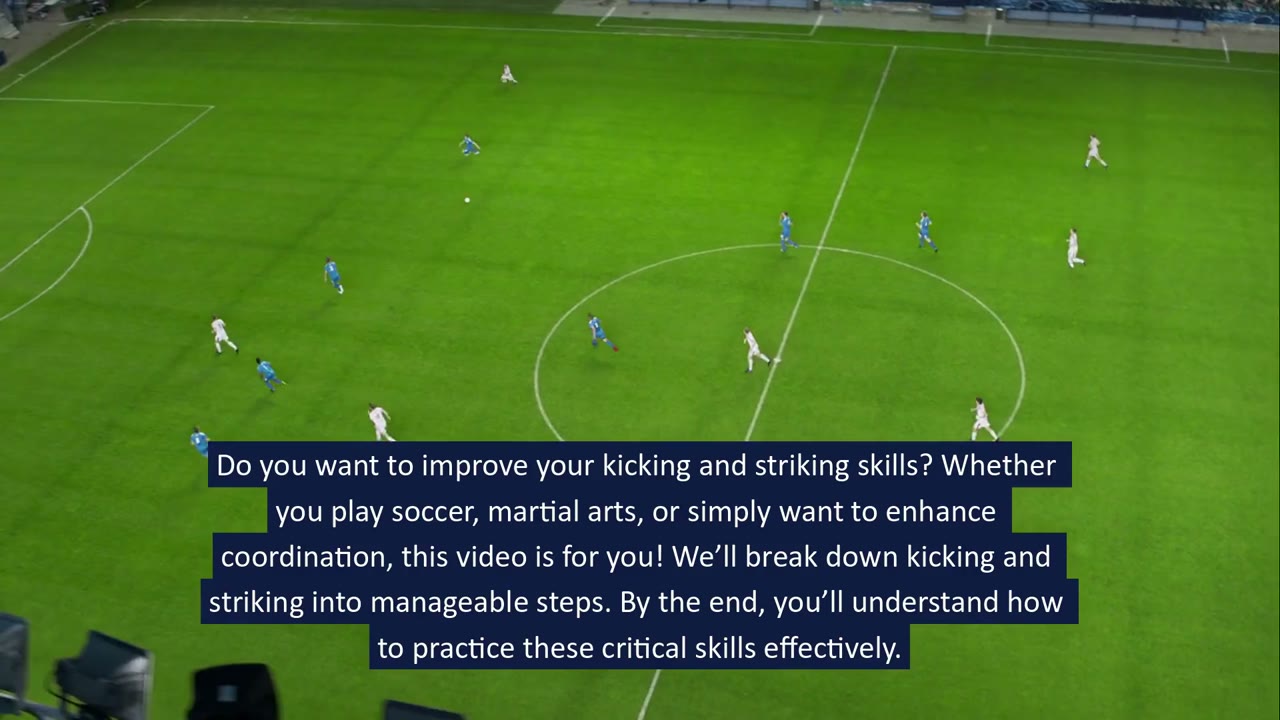 Do you want to improve your kicking and striking skills? Whether
you play soccer, martial arts, or simply want to enhance
coordination, this video is for you! We’ll break down kicking and
striking into manageable steps. By the end, you’ll understand how
to practice these critical skills effectively.